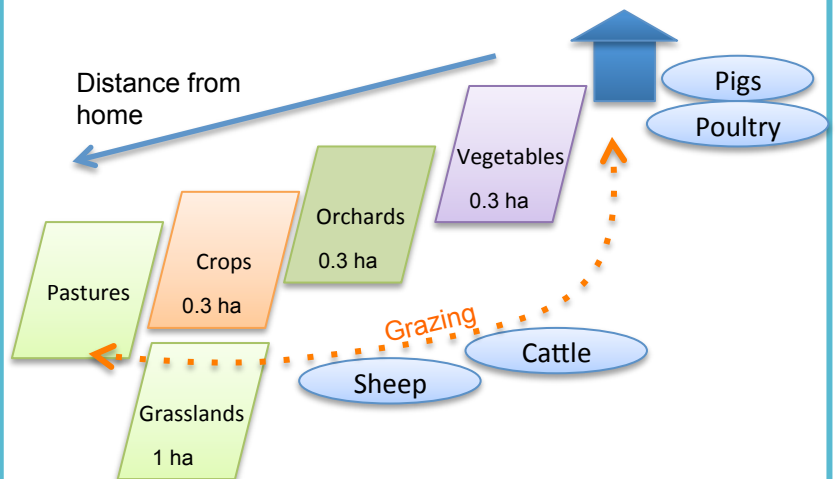 Distance from
home
Pigs
Poultry
Vegetables
0.3 ha
Orchards
0.3 ha
Crops
0.3 ha
Pastures
Grazing
Cattle
Sheep
Grasslands
1 ha